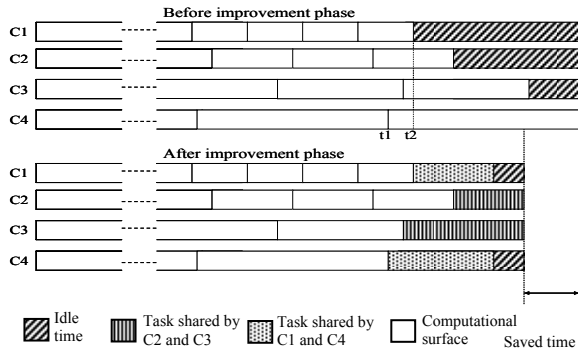 Before improvement phase
C1
C2
C3
C4
t1 t2
After improvement phase
C1
C2
C3
C4
Idle time
Task shared by C2 and C3
Task shared by C1 and C4
Computational surface
Saved time